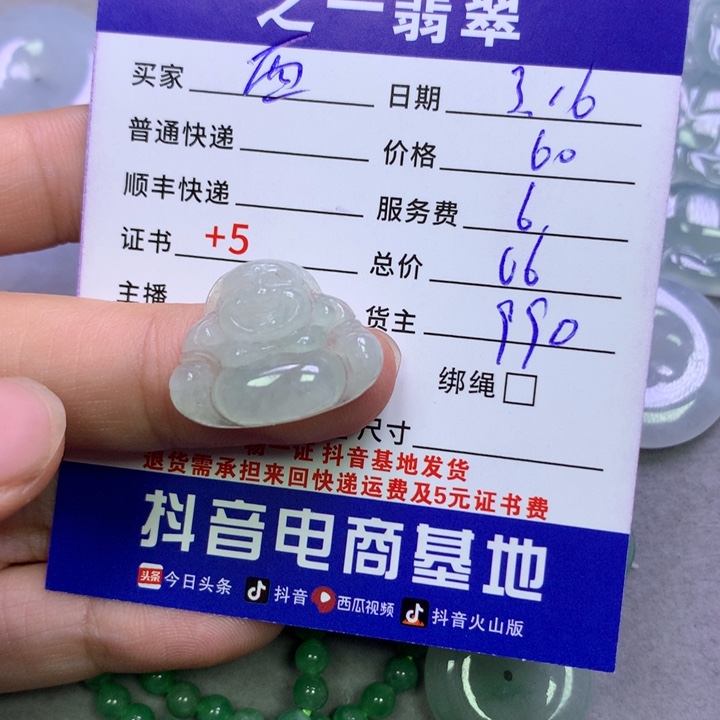 之一翡翠
买家 西 日期 3.16
普通快递 价格 60
顺丰快递 服务费 6
证书 +5 总价 66
主播 货主 990
绑绳
尺寸
证 抖音基地发货
退货需承担来回快递运费及5元证书费
抖音电商基地
头条 今日头条 抖音 西瓜视频 抖音火山版